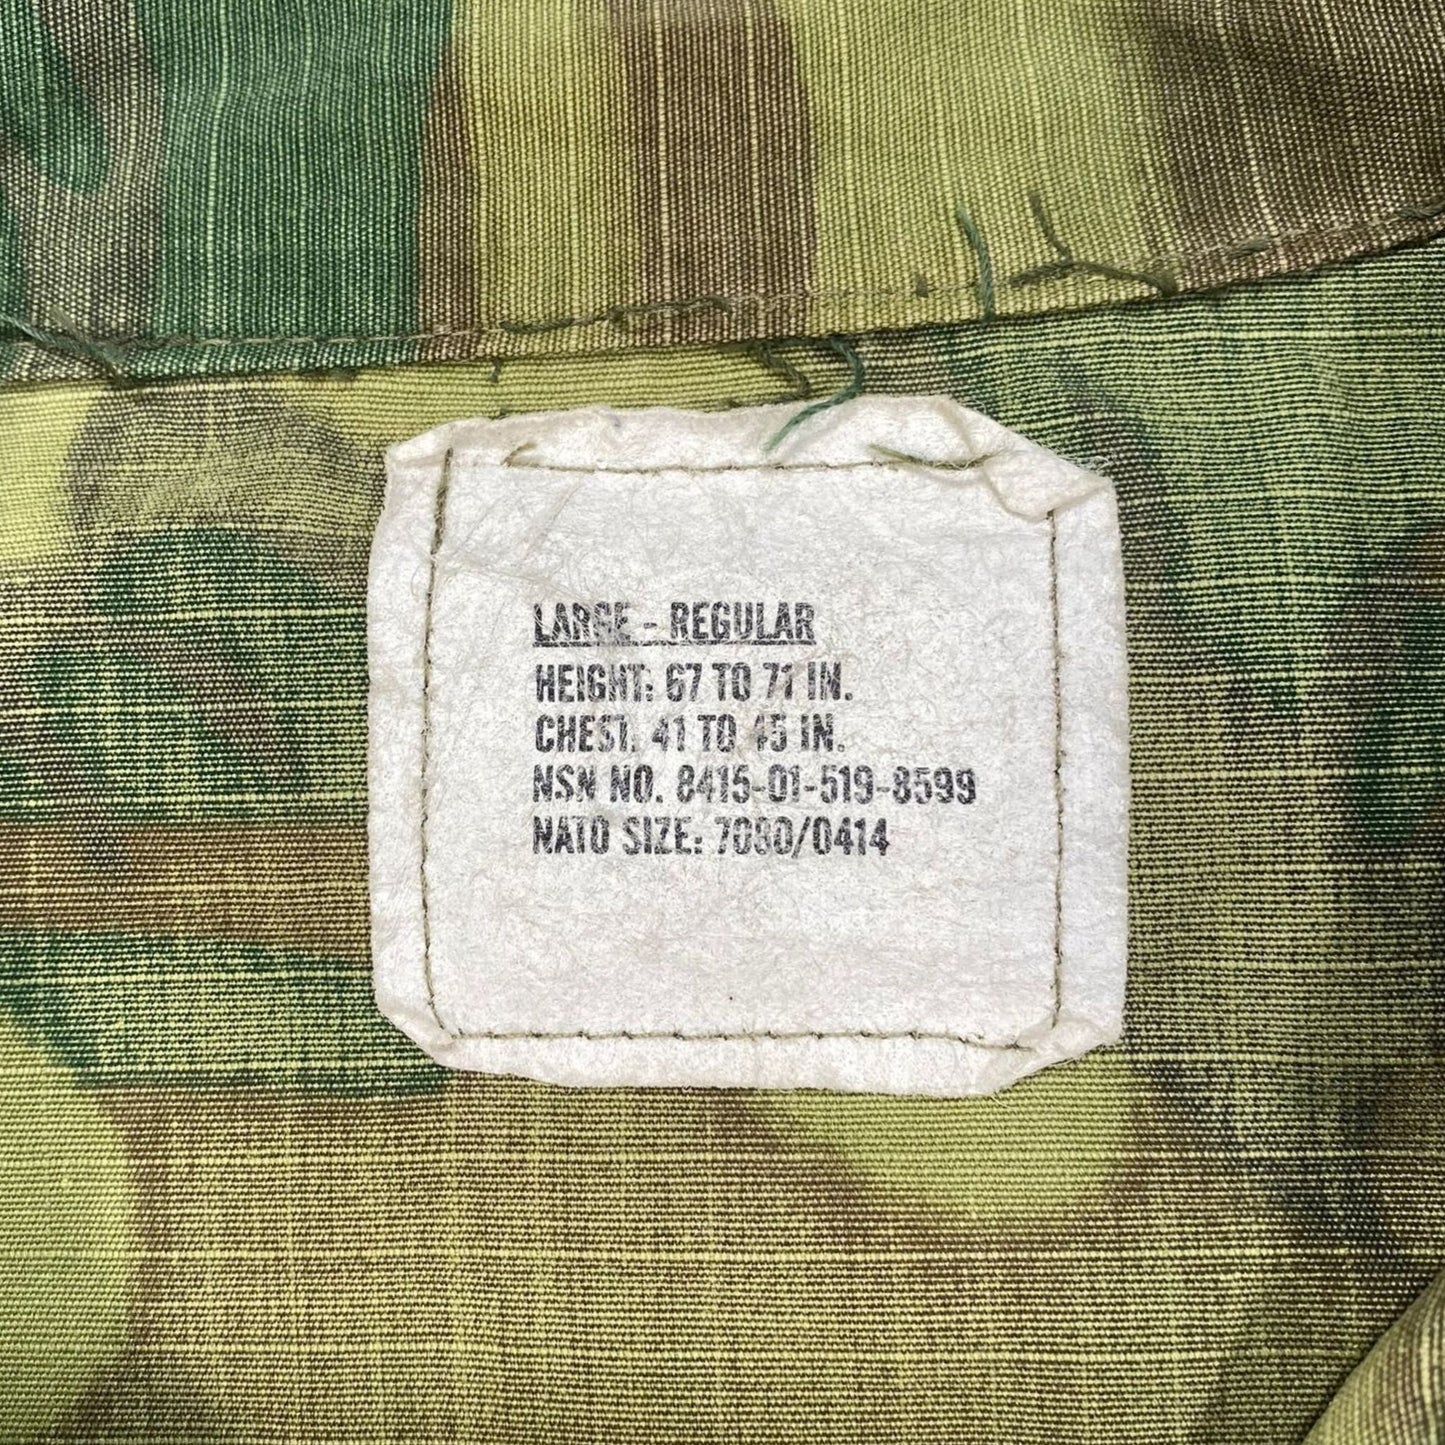 LARGE - REGULAR
HEIGHT: 67 TO 71 IN.
CHEST: 41 TO 45 IN.
NSN NO. 8415-01-519-8599
NATO SIZE: 7080/0414